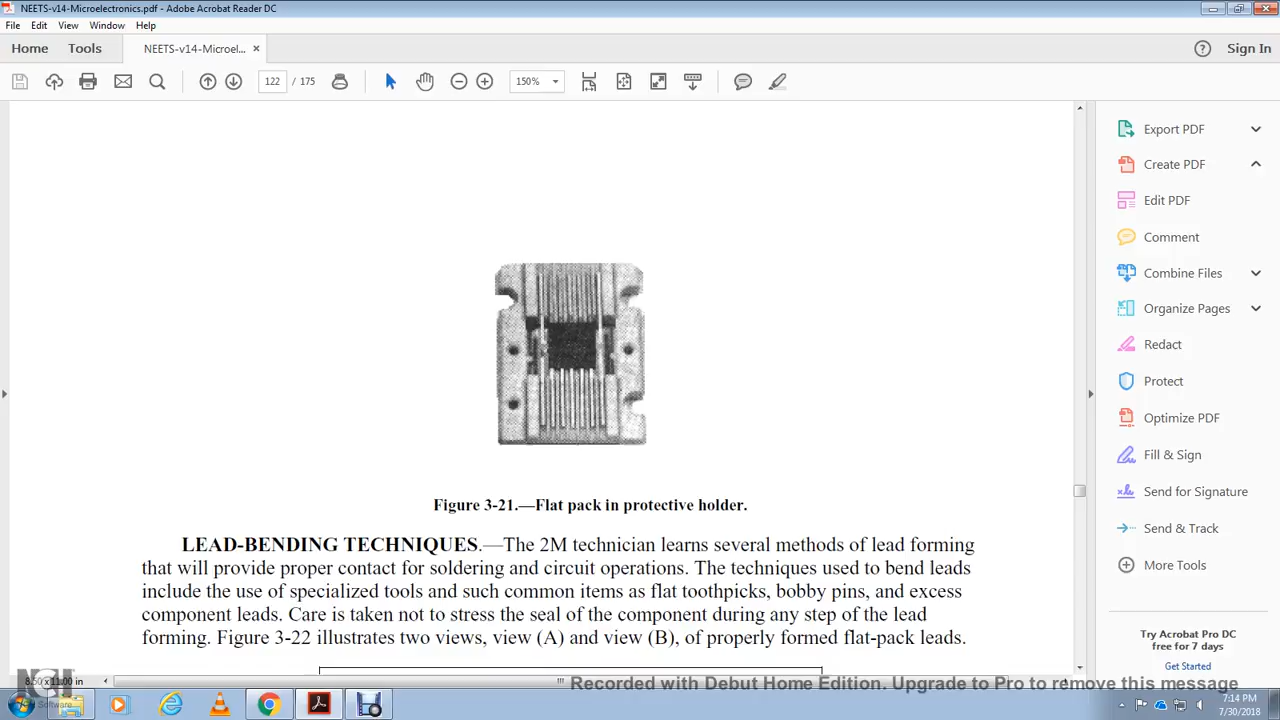 NEETS-v14-Microelectronics.pdf - Adobe Acrobat Reader DC
File Edit View Window Help
Home Tools NEETS-v14-Microel... × Sign In
122 / 175 150%
Export PDF
Create PDF
Edit PDF
Comment
Combine Files
Organize Pages
Redact
Protect
Optimize PDF
Fill & Sign
Send for Signature
Send & Track
More Tools
Try Acrobat Pro DC
free for 7 days
Get Started
Figure 3-21.—Flat pack in protective holder.
LEAD-BENDING TECHNIQUES.—The 2M technician learns several methods of lead forming
that will provide proper contact for soldering and circuit operations. The techniques used to bend leads
include the use of specialized tools and such common items as flat toothpicks, bobby pins, and excess
component leads. Care is taken not to stress the seal of the component during any step of the lead
forming. Figure 3-22 illustrates two views, view (A) and view (B), of properly formed flat-pack leads.
8.50 x 11.00 in
Recorded with Debut Home Edition. Upgrade to Pro to remove this message
NCH Software
7:14 PM
7/30/2018